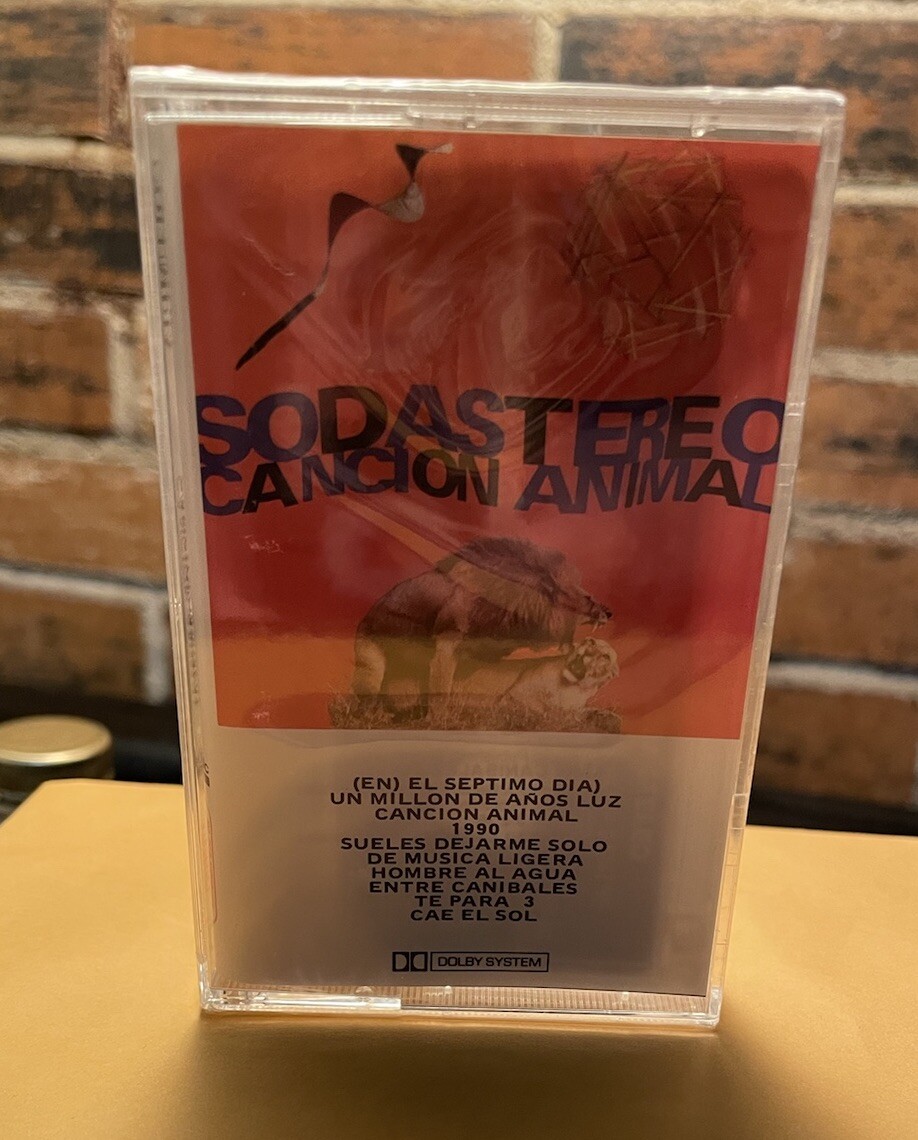 SODA STEREO
CANCION ANIMAL
(EN) EL SEPTIMO DIA)
UN MILLON DE AÑOS LUZ
CANCION ANIMAL
1990
SUELES DEJARME SOLO
DE MUSICA LIGERA
HOMBRE AL AGUA
ENTRE CANIBALES
TE PARA 3
CAE EL SOL
DOLBY SYSTEM